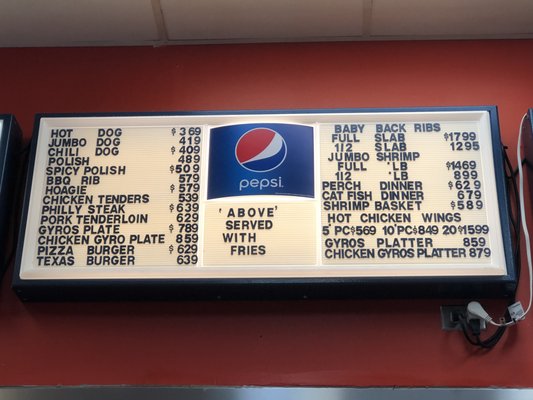 HOT DOG $369
JUMBO DOG 419
CHILI DOG $409
POLISH 489
SPICY POLISH $509
BBQ RIB 579
HOAGIE $579
CHICKEN TENDERS 539
PHILLY STEAK $639
PORK TENDERLOIN 629
GYROS PLATE $789
CHICKEN GYRO PLATE 859
PIZZA BURGER $629
TEXAS BURGER 639
pepsi
'ABOVE'
SERVED
WITH
FRIES
BABY BACK RIBS
FULL SLAB $1799
1I2 SLAB 1295
JUMBO SHRIMP
FULL LB $1469
1I2 LB 899
PERCH DINNER $629
CAT FISH DINNER 679
SHRIMP BASKET $589
HOT CHICKEN WINGS
5 PC$569 10 PC$849 20 $1599
GYROS PLATTER 859
CHICKEN GYROS PLATTER 879